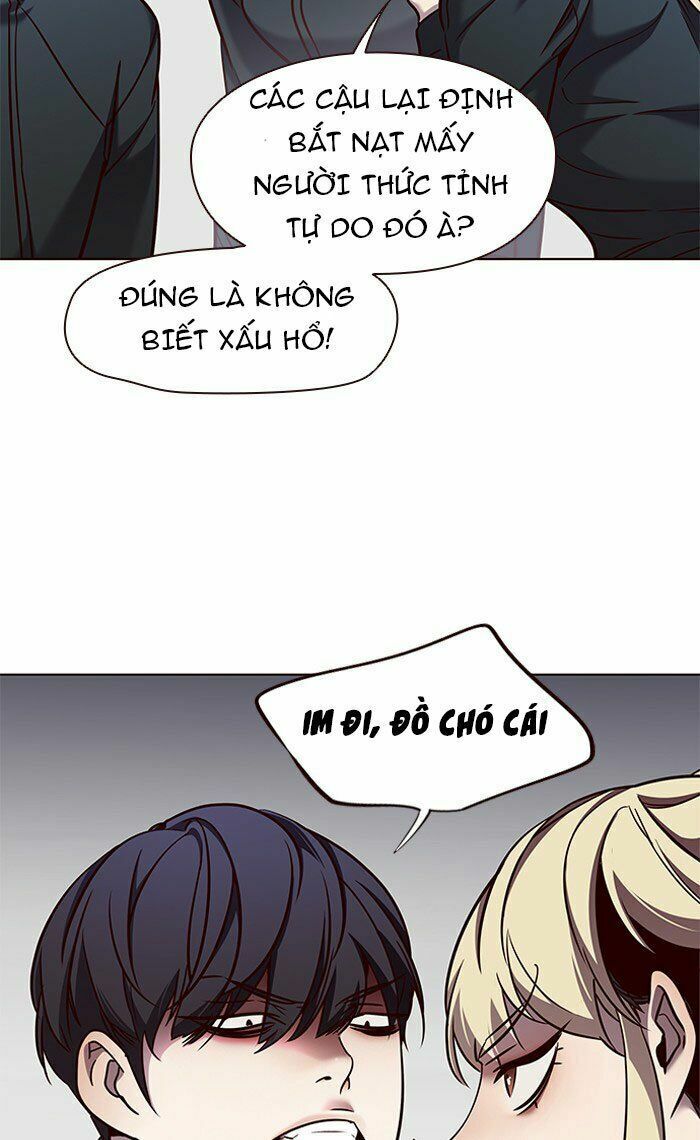 CÁC CẬU LẠI ĐỊNH
BẮT NẠT MẤY
NGƯỜI THỨC TỈNH
TỰ DO ĐÓ À?
ĐÚNG LÀ KHÔNG
BIẾT XẤU HỔ!
IM ĐI, ĐỒ CHÓ CÁI